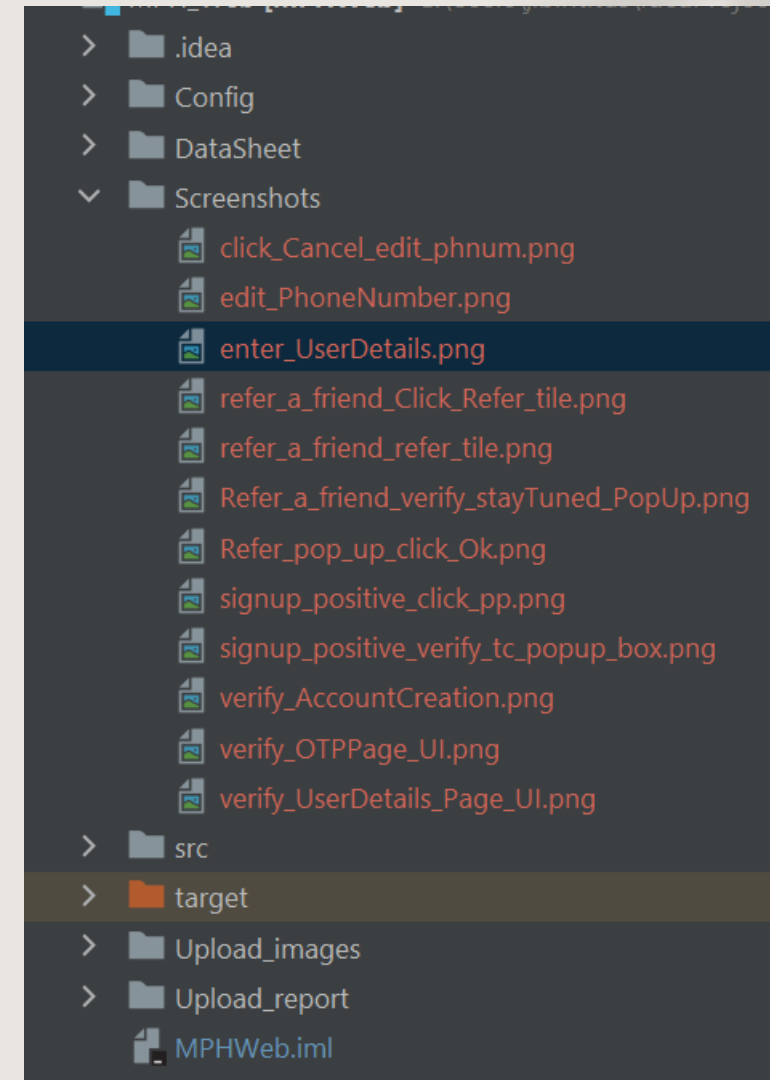 .idea
Config
DataSheet
Screenshots
click_Cancel_edit_phnum.png
edit_PhoneNumber.png
enter_UserDetails.png
refer_a_friend_Click_Refer_tile.png
refer_a_friend_refer_tile.png
Refer_a_friend_verify_stayTuned_PopUp.png
Refer_pop_up_click_Ok.png
signup_positive_click_pp.png
signup_positive_verify_tc_popup_box.png
verify_AccountCreation.png
verify_OTPPage_UI.png
verify_UserDetails_Page_UI.png
src
target
Upload_images
Upload_report
MPHWeb.iml